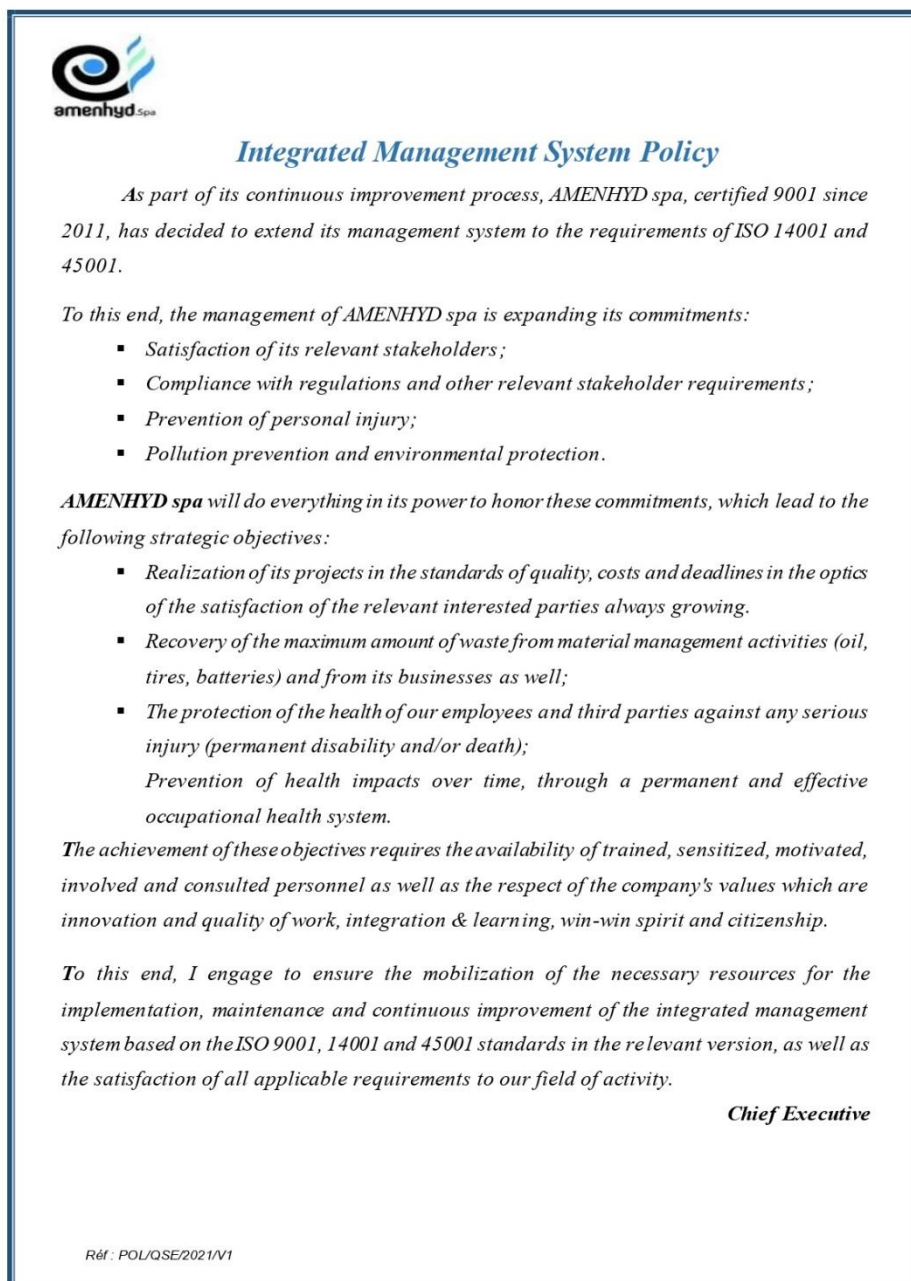 amenhyd.Spa
Integrated Management System Policy
As part of its continuous improvement process, AMENHYD spa, certified 9001 since
2011, has decided to extend its management system to the requirements of ISO 14001 and
45001.
To this end, the management of AMENHYD spa is expanding its commitments:
▪ Satisfaction of its relevant stakeholders;
▪ Compliance with regulations and other relevant stakeholder requirements;
▪ Prevention of personal injury;
▪ Pollution prevention and environmental protection.
AMENHYD spa will do everything in its power to honor these commitments, which lead to the
following strategic objectives:
▪ Realization of its projects in the standards of quality, costs and deadlines in the optics
of the satisfaction of the relevant interested parties always growing.
▪ Recovery of the maximum amount of waste from material management activities (oil,
tires, batteries) and from its businesses as well;
▪ The protection of the health of our employees and third parties against any serious
injury (permanent disability and/or death);
Prevention of health impacts over time, through a permanent and effective
occupational health system.
The achievement of these objectives requires the availability of trained, sensitized, motivated,
involved and consulted personnel as well as the respect of the company's values which are
innovation and quality of work, integration & learning, win-win spirit and citizenship.
To this end, I engage to ensure the mobilization of the necessary resources for the
implementation, maintenance and continuous improvement of the integrated management
system based on the ISO 9001, 14001 and 45001 standards in the relevant version, as well as
the satisfaction of all applicable requirements to our field of activity.
Chief Executive
Réf : POL/QSE/2021/V1